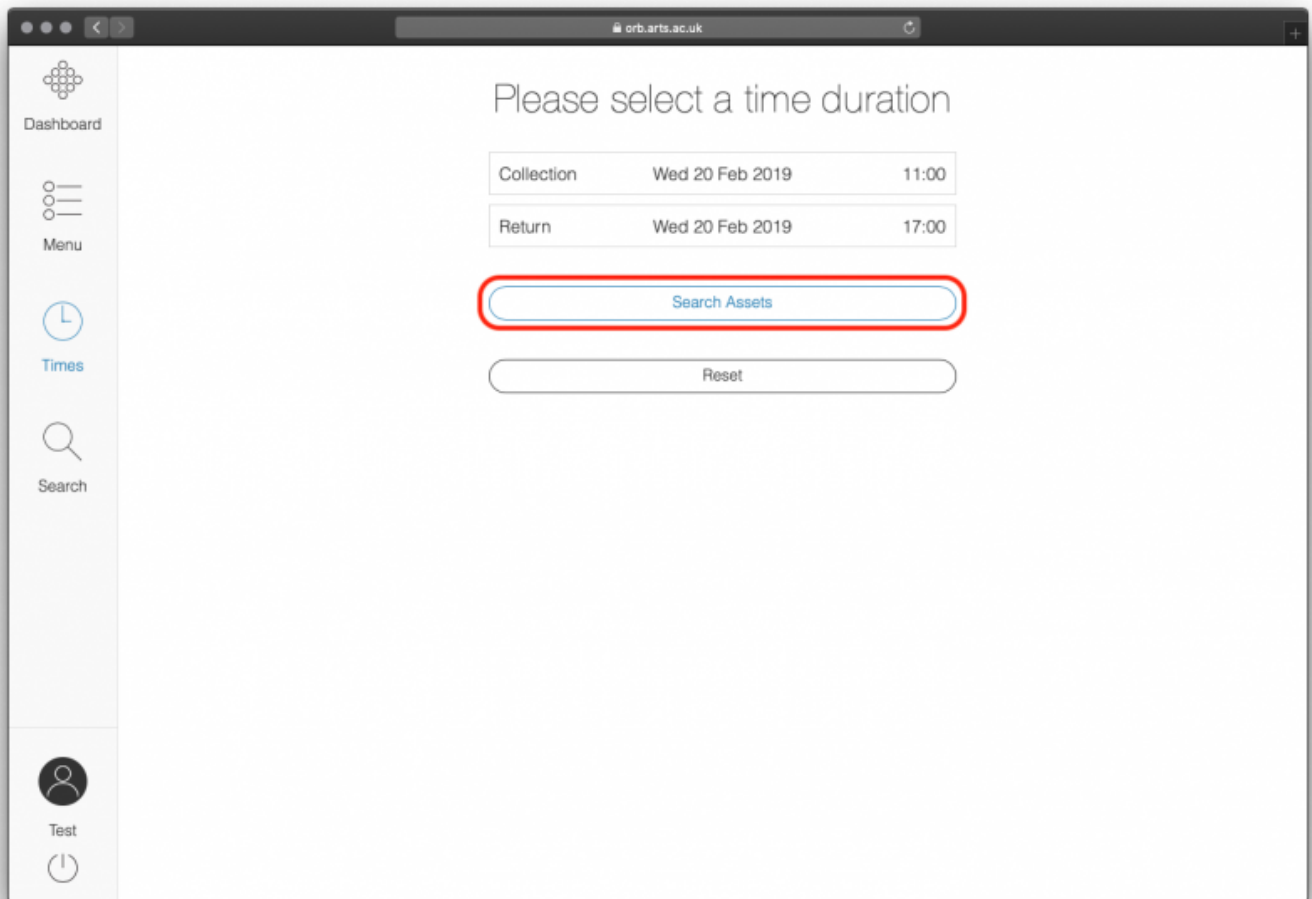 orb.arts.ac.uk
Dashboard
Menu
Times
Search
Test
Please select a time duration
Collection Wed 20 Feb 2019 11:00
Return Wed 20 Feb 2019 17:00
Search Assets
Reset